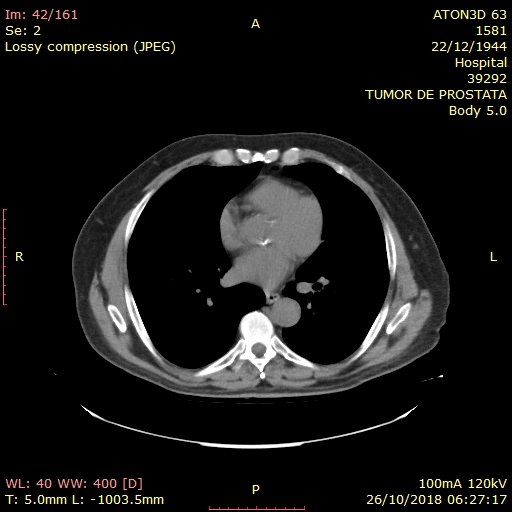 Im: 42/161
Se: 2
Lossy compression (JPEG)
A
ATON3D 63
1581
22/12/1944
Hospital
39292
TUMOR DE PROSTATA
Body 5.0
R
L
WL: 40 WW: 400 [D]
T: 5.0mm L: -1003.5mm
P
100mA 120kV
26/10/2018 06:27:17